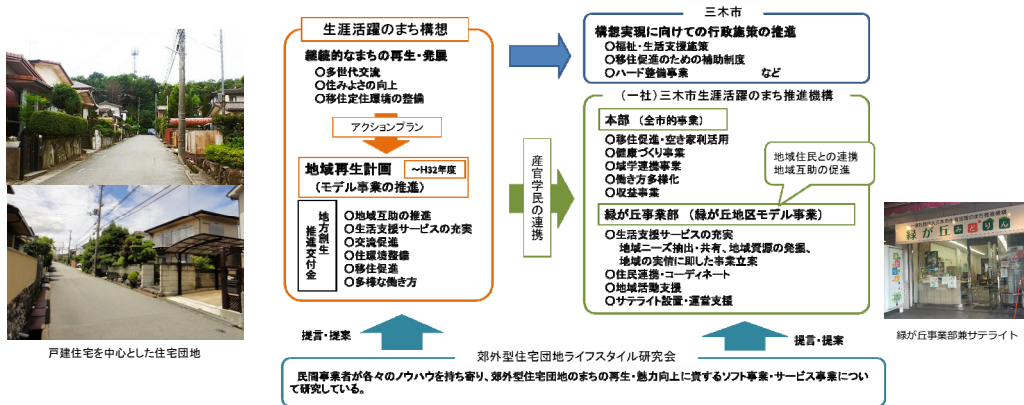 生涯活躍のまち構想
継続的なまちの再生・発展
○多世代交流
○住みよさの向上
○移住定住環境の整備
アクションプラン
地域再生計画
～H32年度
(モデル事業の推進)
地方創生
推進交付金
○地域互助の推進
○生活支援サービスの充実
○交流促進
○住環境整備
○移住促進
○多様な働き方
産官学民の連携
三木市
構想実現に向けての行政施策の推進
○福祉・生活支援施策
○移住促進のための補助制度
○ハード整備事業 など
(一社)三木市生涯活躍のまち推進機構
本部 (全市的事業)
○移住促進・空き家利活用
○健康づくり事業
○域学連携事業
○働き方多様化
○収益事業
地域住民との連携
地域互助の促進
緑が丘事業部 (緑が丘地区モデル事業)
○生活支援サービスの充実
地域ニーズ抽出・共有、地域資源の発掘、
地域の実情に即した事業立案
○住民連携・コーディネート
○地域活動支援
○サテライト設置・運営支援
提言・提案
提言・提案
郊外型住宅団地ライフスタイル研究会
民間事業者が各々のノウハウを持ち寄り、郊外型住宅団地のまちの再生・魅力向上に資するソフト事業・サービス事業につい
て研究している。
戸建住宅を中心とした住宅団地
緑が丘みどりん
緑が丘事業部兼サテライト